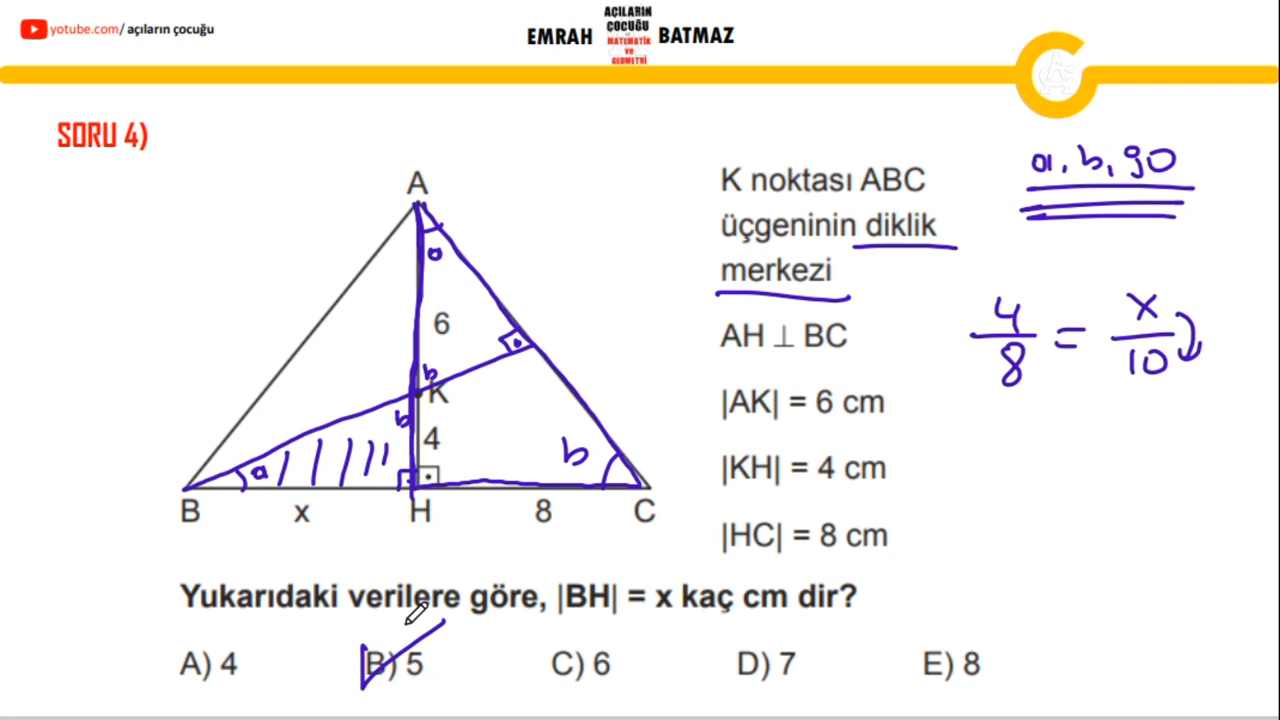 yotube.com/ açıların çocuğu
EMRAH
AÇILARIN
ÇOCUĞU
MATEMATİK
ve
GEOMETRİ
BATMAZ
SORU 4)
a, b, 90
K noktası ABC
üçgeninin diklik
merkezi
AH ⊥ BC
|AK| = 6 cm
|KH| = 4 cm
|HC| = 8 cm
4/8 = x/10
A
a
6
b
K
b
4
b
a
B x H 8 C
Yukarıdaki verilere göre, |BH| = x kaç cm dir?
A) 4 B) 5 C) 6 D) 7 E) 8